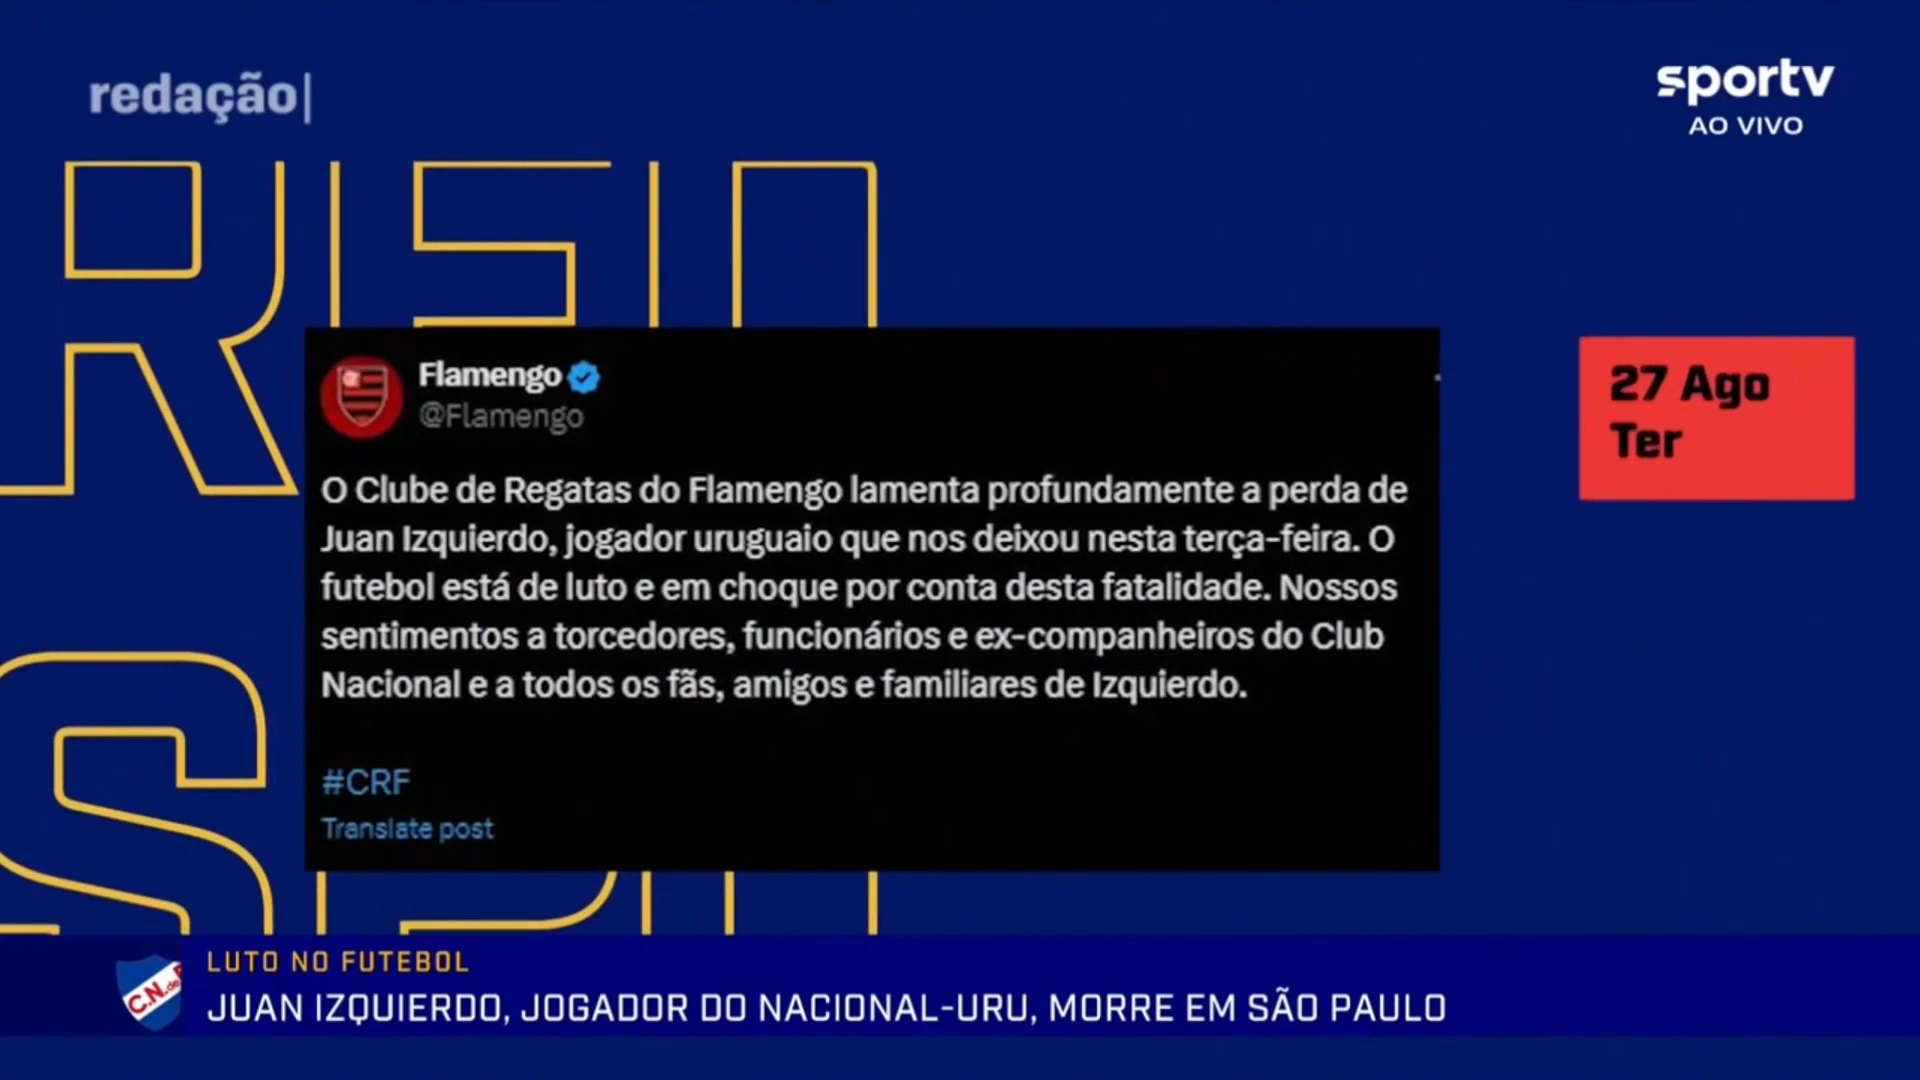 redação|
sportv
AO VIVO
Flamengo
@Flamengo
27 Ago
Ter
O Clube de Regatas do Flamengo lamenta profundamente a perda de
Juan Izquierdo, jogador uruguaio que nos deixou nesta terça-feira. O
futebol está de luto e em choque por conta desta fatalidade. Nossos
sentimentos a torcedores, funcionários e ex-companheiros do Club
Nacional e a todos os fãs, amigos e familiares de Izquierdo.
#CRF
Translate post
C.N.de
LUTO NO FUTEBOL
JUAN IZQUIERDO, JOGADOR DO NACIONAL-URU, MORRE EM SÃO PAULO